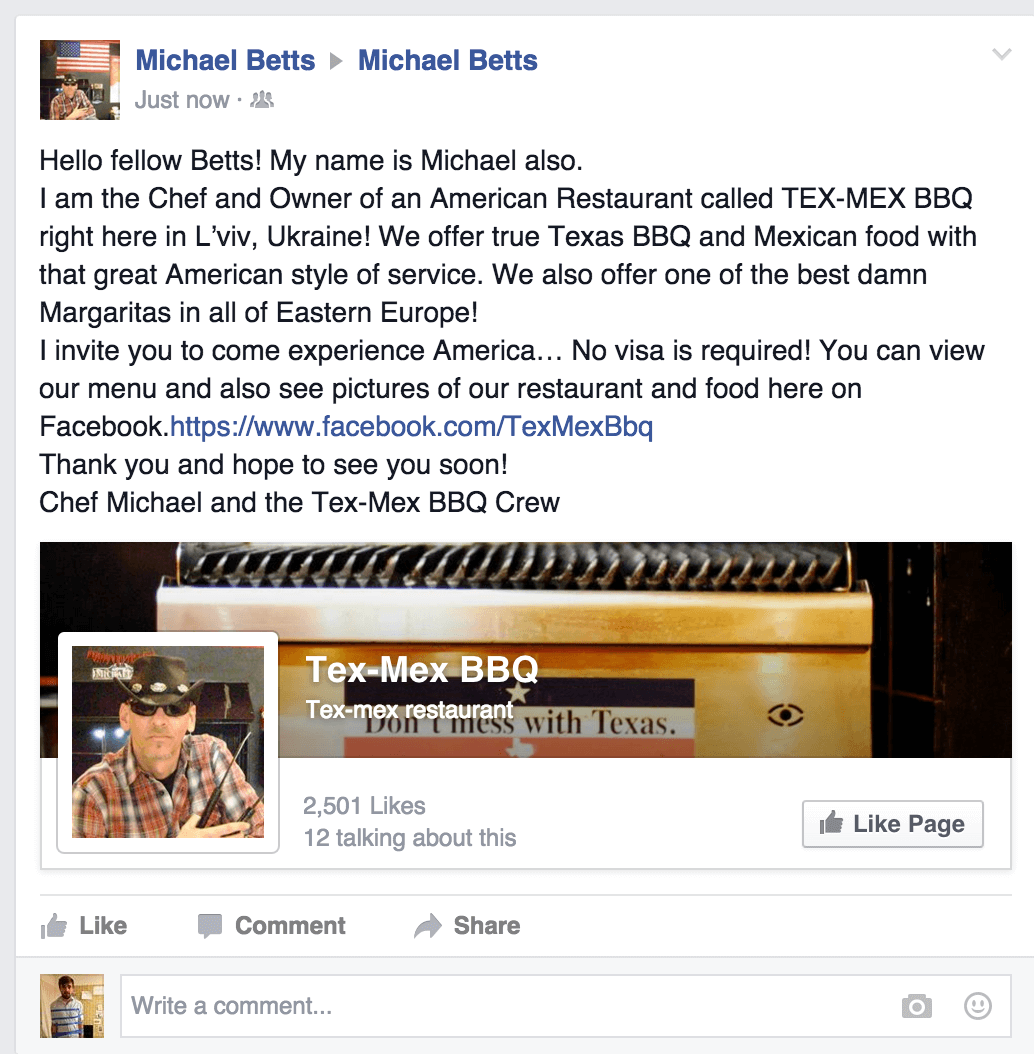 Michael Betts ▶ Michael Betts
Just now ·
Hello fellow Betts! My name is Michael also.
I am the Chef and Owner of an American Restaurant called TEX-MEX BBQ
right here in L’viv, Ukraine! We offer true Texas BBQ and Mexican food with
that great American style of service. We also offer one of the best damn
Margaritas in all of Eastern Europe!
I invite you to come experience America… No visa is required! You can view
our menu and also see pictures of our restaurant and food here on
Facebook.https://www.facebook.com/TexMexBbq
Thank you and hope to see you soon!
Chef Michael and the Tex-Mex BBQ Crew
Tex-Mex BBQ
Tex-mex restaurant
Don't mess with Texas.
2,501 Likes
12 talking about this
Like Page
Like Comment Share
Write a comment...